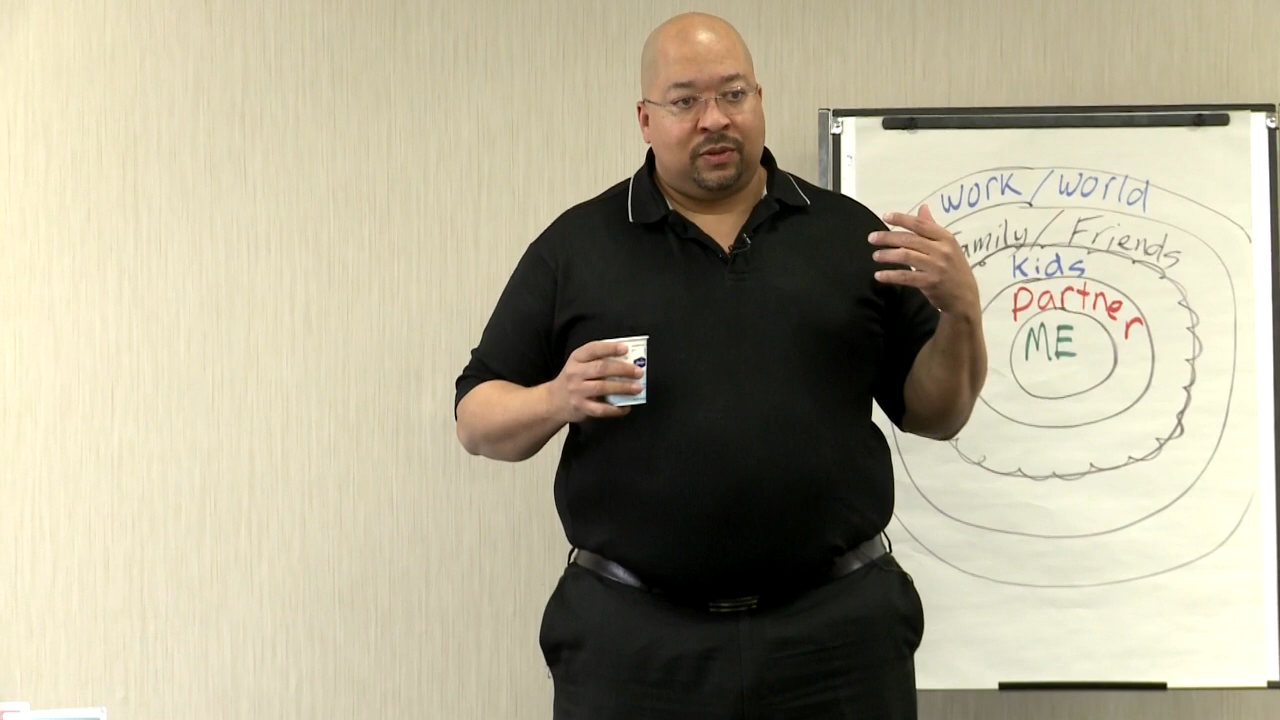 work / world
Family / Friends
kids
partner
ME